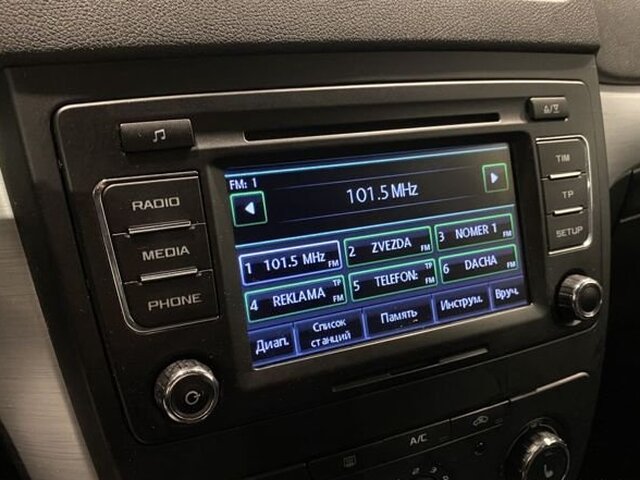 RADIO
MEDIA
PHONE
FM: 1
101.5 MHz
1 101.5 MHz FM
2 ZVEZDA FM
3 NOMER 1 FM
4 REKLAMA TP FM
5 TELEFON: TP FM
6 DACHA FM
Диап.
Список
станций
Память
Инструм.
Вруч.
TIM
TP
SETUP
A/C